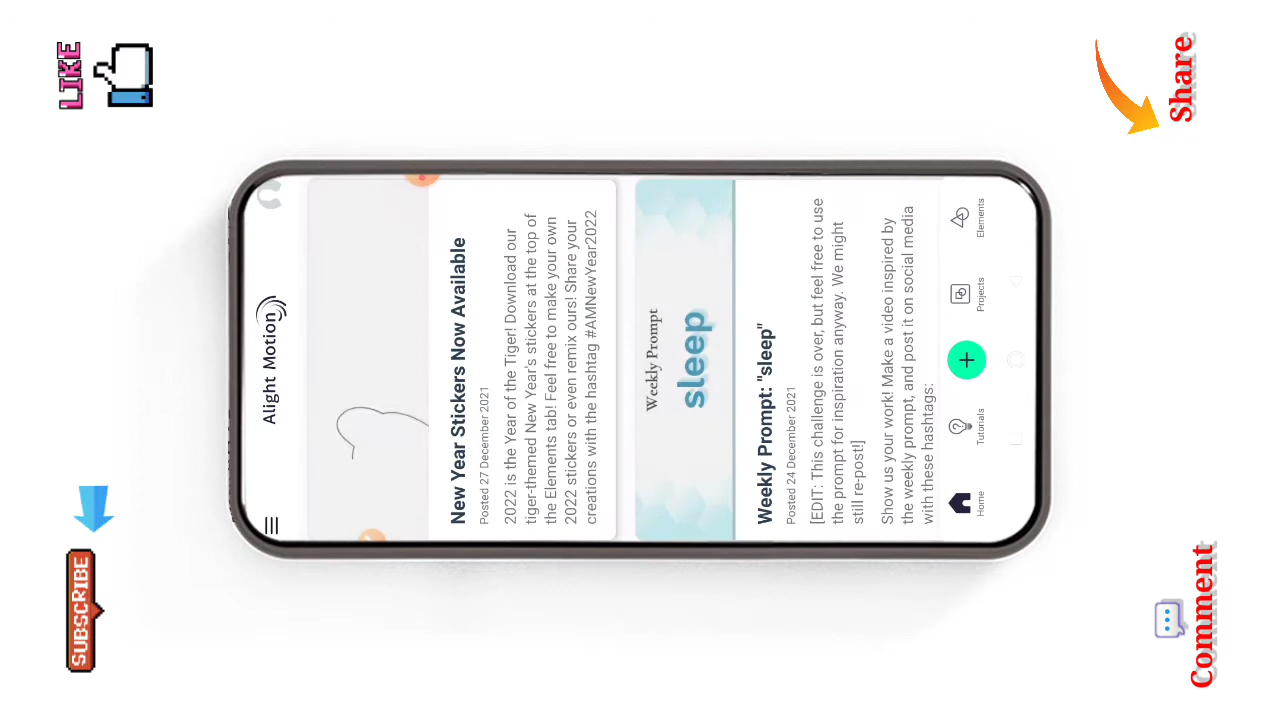 LIKE
Share
Alight Motion
New Year Stickers Now Available
Posted 27 December 2021
2022 is the Year of the Tiger! Download our
tiger-themed New Year's stickers at the top of
the Elements tab! Feel free to make your own
2022 stickers or even remix ours! Share your
creations with the hashtag #AMNewYear2022
Weekly Prompt
sleep
Weekly Prompt: "sleep"
Posted 24 December 2021
[EDIT: This challenge is over, but feel free to use
the prompt for inspiration anyway. We might
still re-post!]
Show us your work! Make a video inspired by
the weekly prompt, and post it on social media
with these hashtags:
Home
Tutorials
Projects
Elements
SUBSCRIBE
Comment